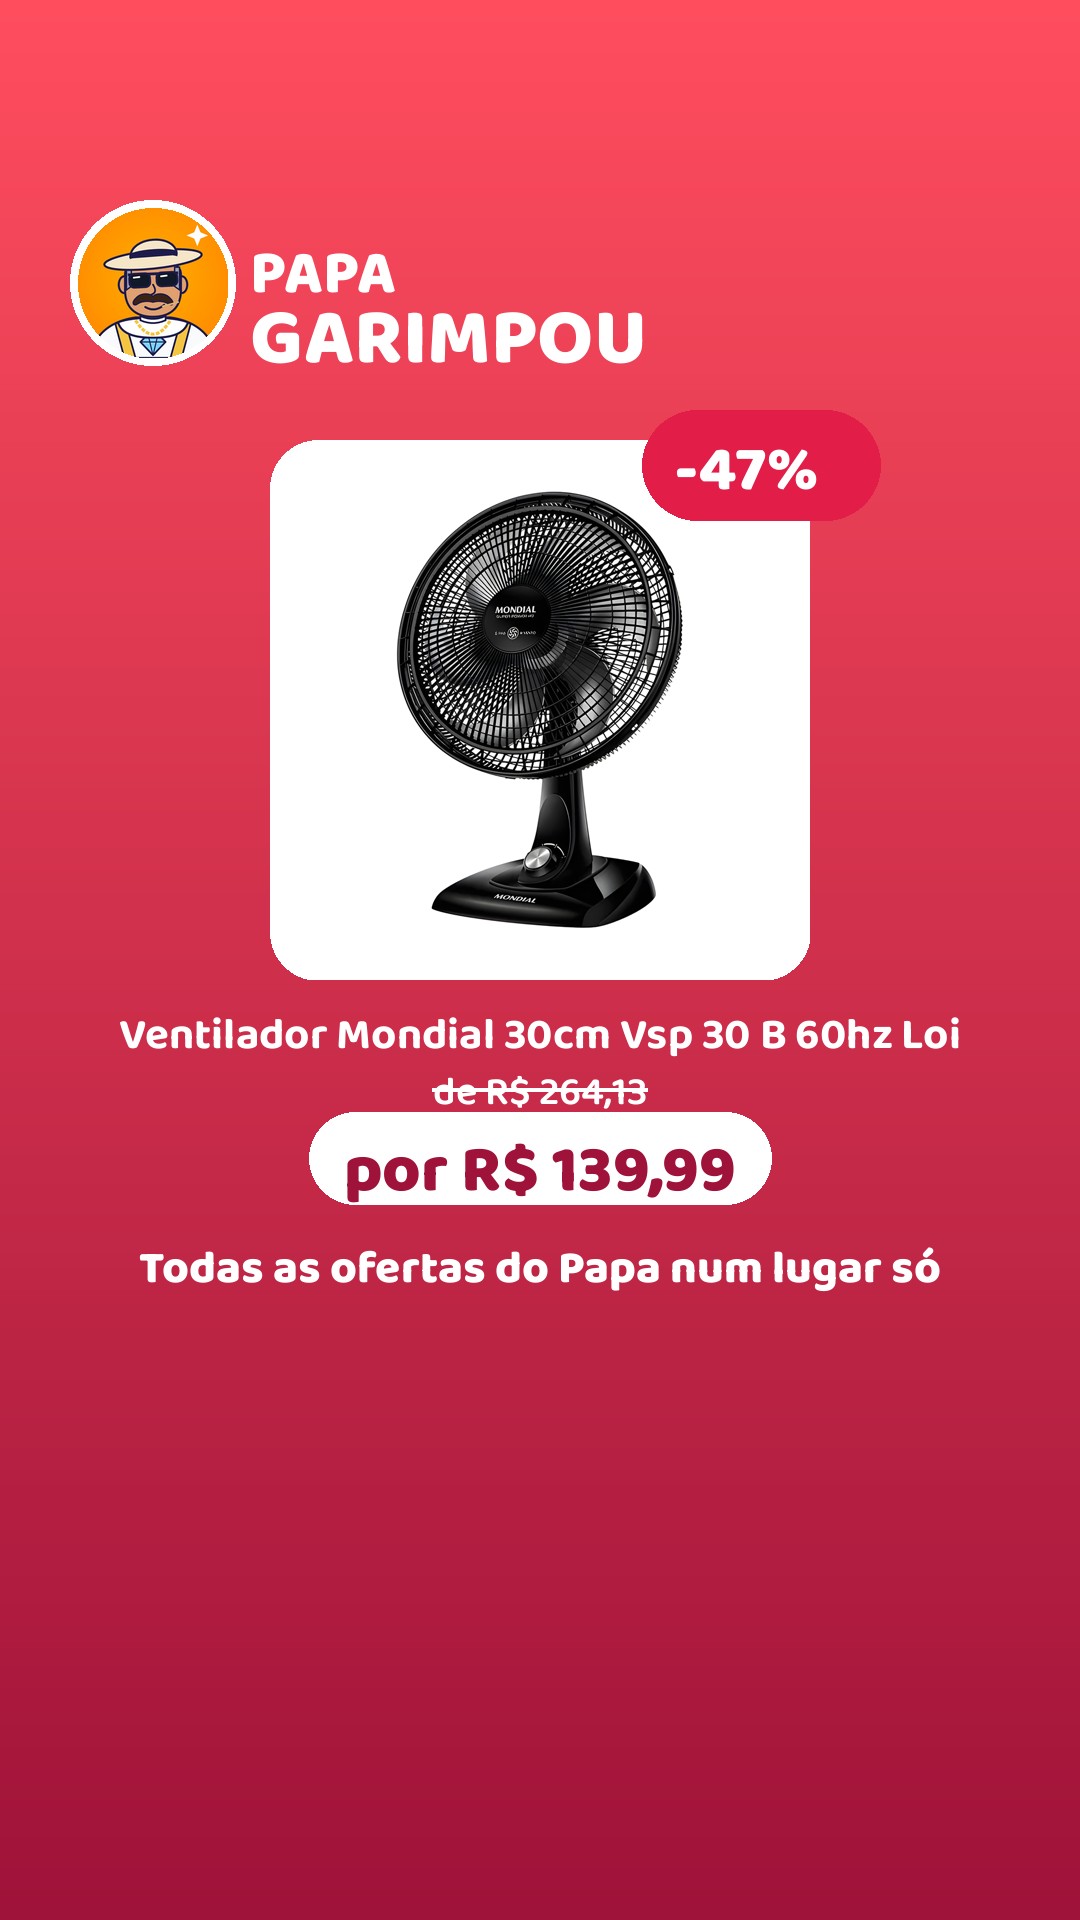 PAPA
GARIMPOU
-47%
MONDIAL
MONDIAL
Ventilador Mondial 30cm Vsp 30 B 60hz Loi
de R$ 264,13
por R$ 139,99
Todas as ofertas do Papa num lugar só